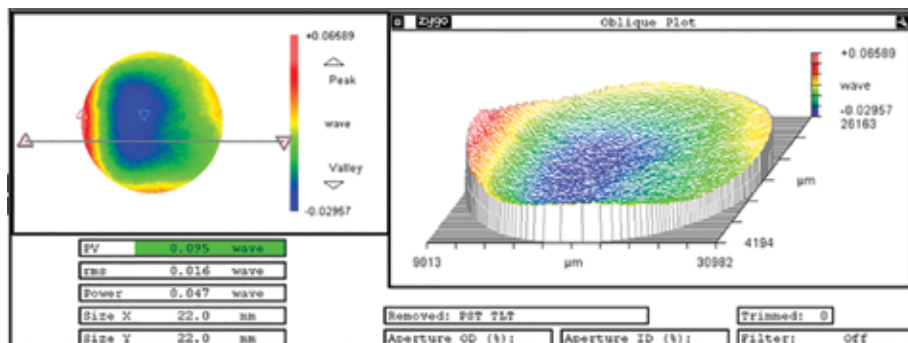 zygo Oblique Plot
+0.06589
Peak
wave
Valley
-0.02957
+0.06589
wave
-0.02957
26163
µm
4194
9013 µm 30982
PV 0.095 wave
rms 0.016 wave
Power 0.047 wave
Size X 22.0 mm
Size Y 22.0 mm
Removed: PST TLT
Trimmed: 0
Aperture OD (%):
Aperture ID (%):
Filter: Off